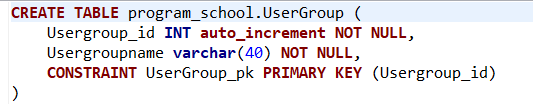 CREATE TABLE program_school.UserGroup (
    Usergroup_id INT auto_increment NOT NULL,
    Usergroupname varchar(40) NOT NULL,
    CONSTRAINT UserGroup_pk PRIMARY KEY (Usergroup_id)
)